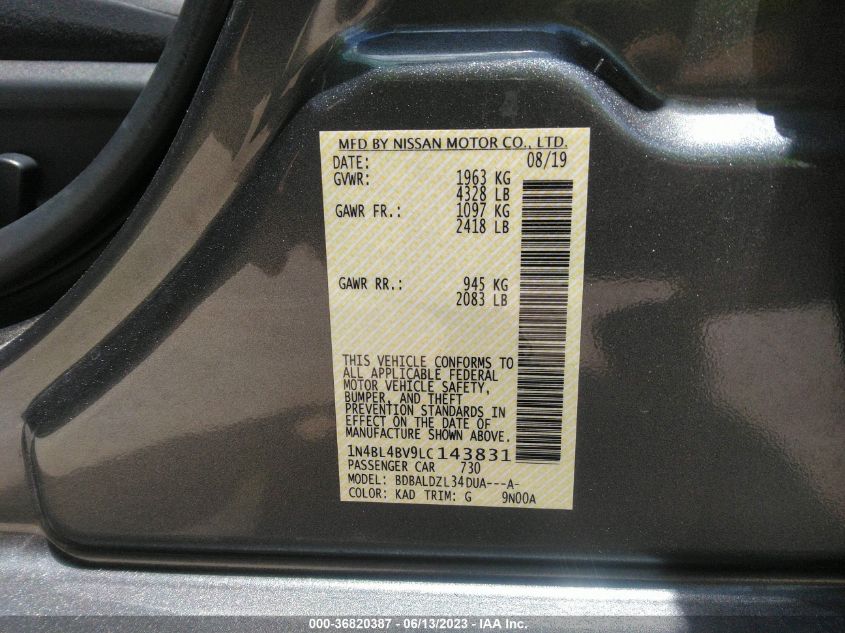 MFD BY NISSAN MOTOR CO., LTD.
DATE: 08/19
GVWR: 1963 KG
4328 LB
GAWR FR.: 1097 KG
2418 LB
GAWR RR.: 945 KG
2083 LB
THIS VEHICLE CONFORMS TO
ALL APPLICABLE FEDERAL
MOTOR VEHICLE SAFETY,
BUMPER, AND THEFT
PREVENTION STANDARDS IN
EFFECT ON THE DATE OF
MANUFACTURE SHOWN ABOVE.
1N4BL4BV9LC143831
PASSENGER CAR 730
MODEL: BDBALDZL34DUA---A-
COLOR: KAD TRIM: G 9N00A
000-36820387 - 06/13/2023 - IAA Inc.